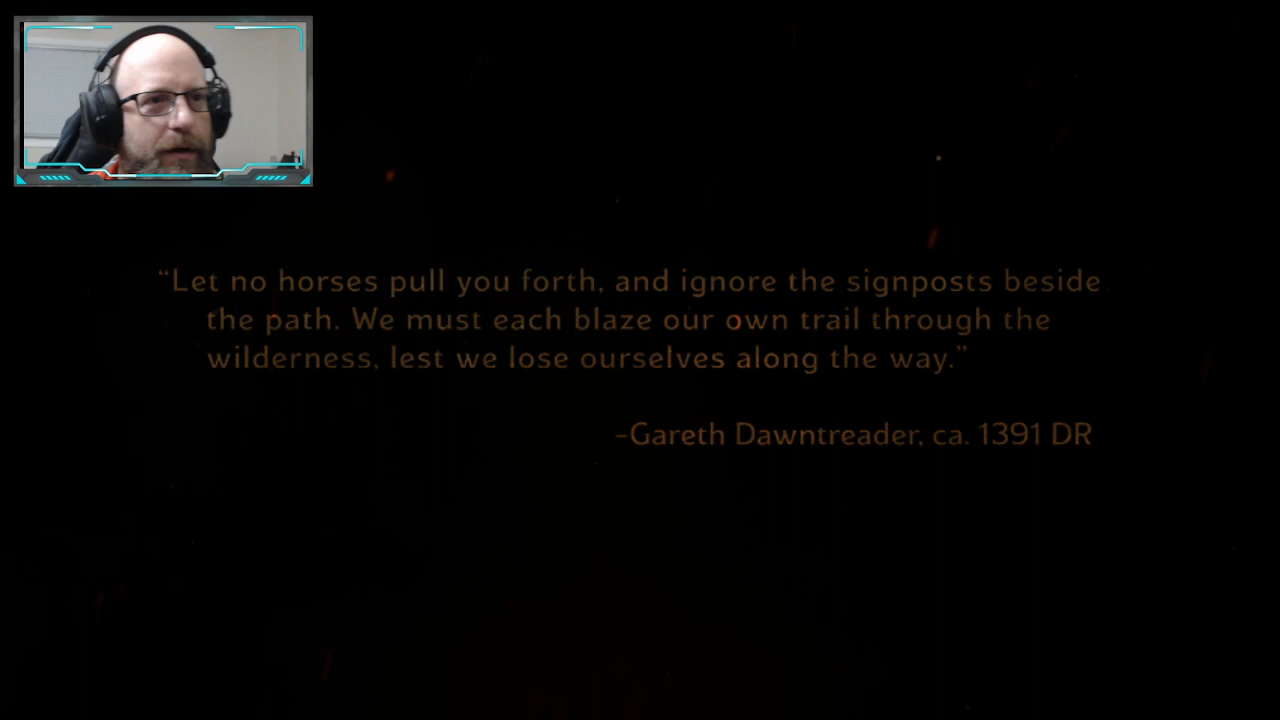 “Let no horses pull you forth, and ignore the signposts beside
the path. We must each blaze our own trail through the
wilderness, lest we lose ourselves along the way.”
–Gareth Dawntreader, ca. 1391 DR